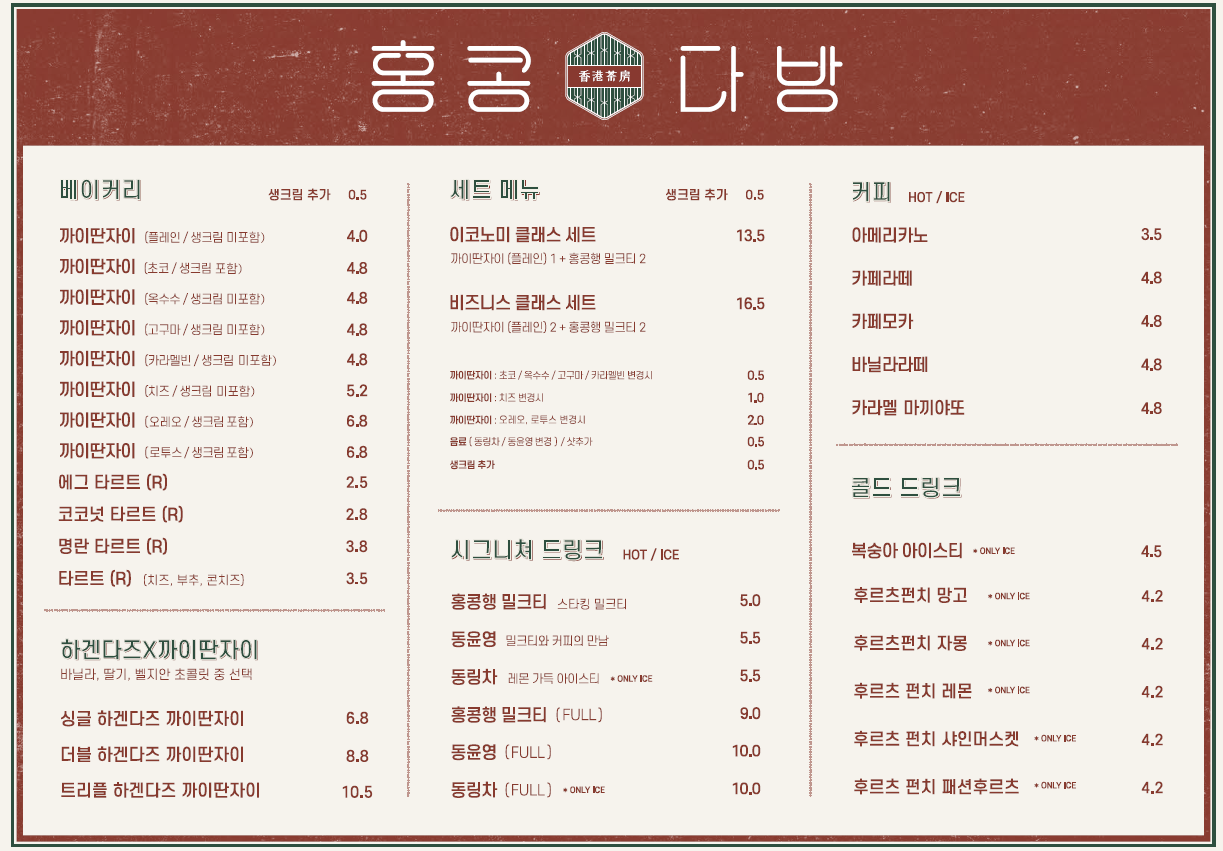 홍콩 香港茶房 다방
베이커리 생크림 추가 0.5
까이딴자이 (플레인 / 생크림 미포함) 4.0
까이딴자이 (초코 / 생크림 포함) 4.8
까이딴자이 (옥수수 / 생크림 미포함) 4.8
까이딴자이 (고구마 / 생크림 미포함) 4.8
까이딴자이 (카라멜빈 / 생크림 미포함) 4.8
까이딴자이 (치즈 / 생크림 미포함) 5.2
까이딴자이 (오레오 / 생크림 포함) 6.8
까이딴자이 (로투스 / 생크림 포함) 6.8
에그 타르트 (R) 2.5
코코넛 타르트 (R) 2.8
명란 타르트 (R) 3.8
타르트 (R) (치즈, 부추, 콘치즈) 3.5
하겐다즈X까이딴자이
바닐라, 딸기, 벨지안 초콜릿 중 선택
싱글 하겐다즈 까이딴자이 6.8
더블 하겐다즈 까이딴자이 8.8
트리플 하겐다즈 까이딴자이 10.5
세트 메뉴 생크림 추가 0.5
이코노미 클래스 세트 13.5
까이딴자이 (플레인) 1 + 홍콩행 밀크티 2
비즈니스 클래스 세트 16.5
까이딴자이 (플레인) 2 + 홍콩행 밀크티 2
까이딴자이 : 초코 / 옥수수 / 고구마 / 카라멜빈 변경시 0.5
까이딴자이 : 치즈 변경시 1.0
까이딴자이 : 오레오, 로투스 변경시 2.0
음료 ( 동링차 / 동윤영 변경 ) / 샷추가 0.5
생크림 추가 0.5
시그니쳐 드링크 HOT / ICE
홍콩행 밀크티 스타킹 밀크티 5.0
동윤영 밀크티와 커피의 만남 5.5
동링차 레몬 가득 아이스티 * ONLY ICE 5.5
홍콩행 밀크티 (FULL) 9.0
동윤영 (FULL) 10.0
동링차 (FULL) * ONLY ICE 10.0
커피 HOT / ICE
아메리카노 3.5
카페라떼 4.8
카페모카 4.8
바닐라라떼 4.8
카라멜 마끼야또 4.8
콜드 드링크
복숭아 아이스티 * ONLY ICE 4.5
후르츠펀치 망고 * ONLY ICE 4.2
후르츠펀치 자몽 * ONLY ICE 4.2
후르츠 펀치 레몬 * ONLY ICE 4.2
후르츠 펀치 샤인머스켓 * ONLY ICE 4.2
후르츠 펀치 패션후르츠 * ONLY ICE 4.2